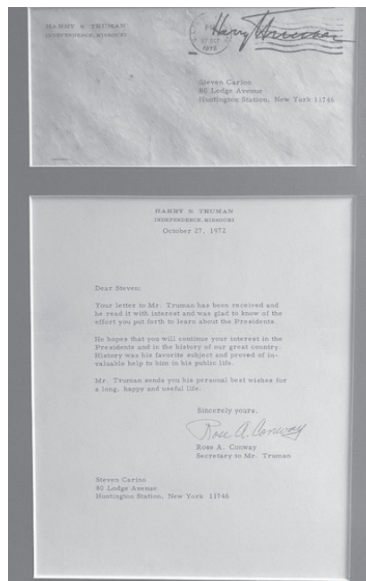 HARRY S TRUMAN
INDEPENDENCE, MISSOURI
PM
1972
Harry Truman
Steven Carino
80 Lodge Avenue
Huntington Station, New York 11746
HARRY S TRUMAN
INDEPENDENCE, MISSOURI
October 27, 1972
Dear Steven:
Your letter to Mr. Truman has been received and
he read it with interest and was glad to know of the
effort you put forth to learn about the Presidents.
He hopes that you will continue your interest in the
Presidents and in the history of our great country.
History was his favorite subject and proved of in-
valuable help to him in his public life.
Mr. Truman sends you his personal best wishes for
a long, happy and useful life.
Sincerely yours,
Rose A. Conway
Rose A. Conway
Secretary to Mr. Truman
Steven Carino
80 Lodge Avenue
Huntington Station, New York 11746